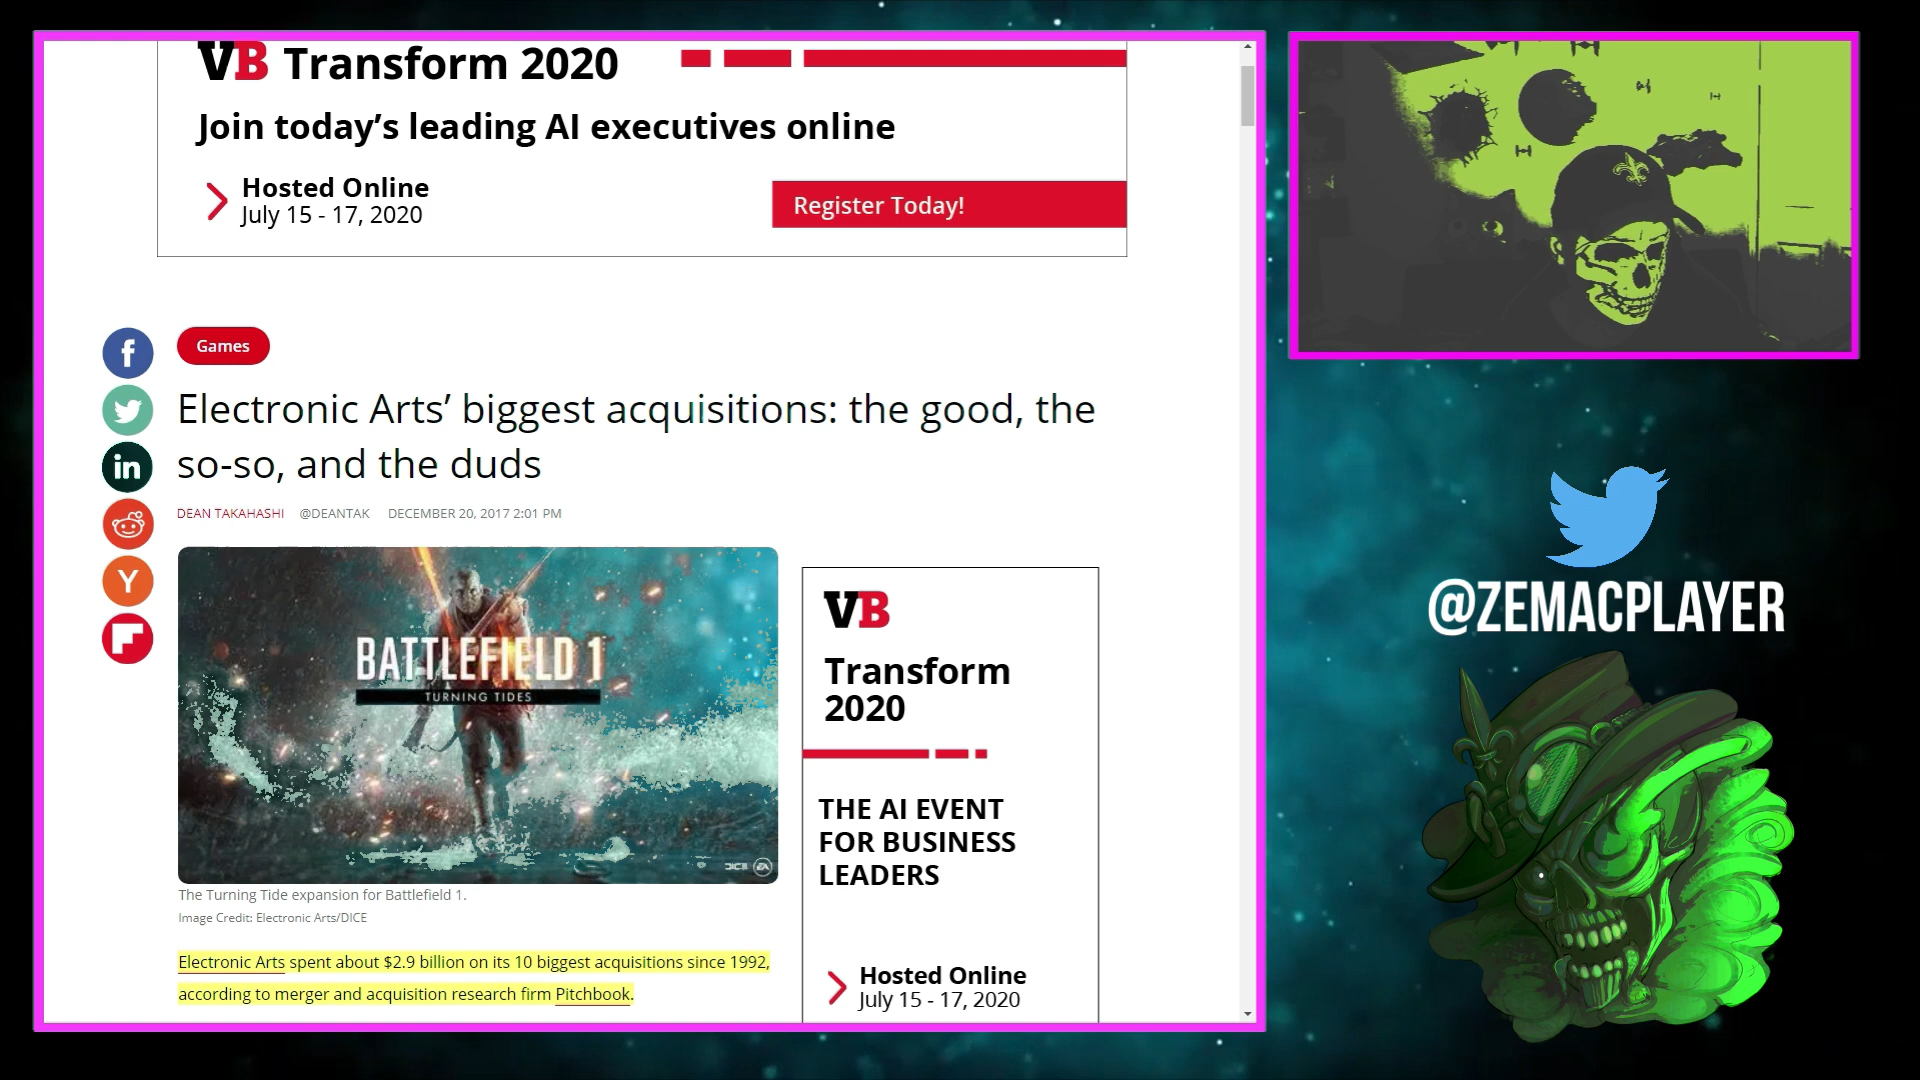 VB Transform 2020
Join today's leading AI executives online
Hosted Online
July 15 - 17, 2020
Register Today!
Games
Electronic Arts' biggest acquisitions: the good, the
so-so, and the duds
DEAN TAKAHASHI @DEANTAK DECEMBER 20, 2017 2:01 PM
BATTLEFIELD 1
TURNING TIDES
DICE EA
The Turning Tide expansion for Battlefield 1.
Image Credit: Electronic Arts/DICE
Electronic Arts spent about $2.9 billion on its 10 biggest acquisitions since 1992,
according to merger and acquisition research firm Pitchbook.
VB
Transform
2020
THE AI EVENT
FOR BUSINESS
LEADERS
Hosted Online
July 15 - 17, 2020
@ZEMACPLAYER